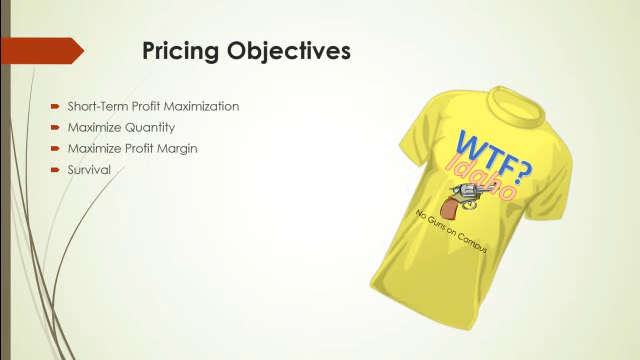 Pricing Objectives
Short-Term Profit Maximization
Maximize Quantity
Maximize Profit Margin
Survival
WTF?
Idaho
No Guns on Campus